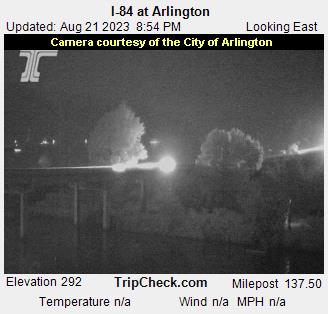 I-84 at Arlington
Updated: Aug 21 2023 8:54 PM Looking East
Camera courtesy of the City of Arlington
Elevation 292 TripCheck.com Milepost 137.50
Temperature n/a Wind n/a MPH n/a